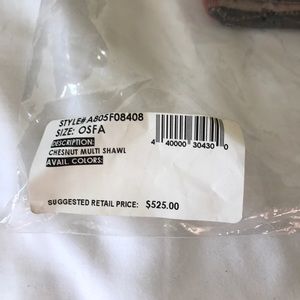 STYLE# A805F08408
SIZE: OSFA
DESCRIPTION:
CHESNUT MULTI SHAWL
AVAIL. COLORS:
4 40000 30430 0
SUGGESTED RETAIL PRICE: $525.00